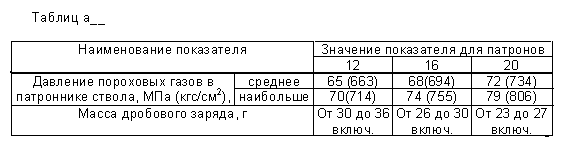 Таблиц а__
Наименование показателя Значение показателя для патронов
12 16 20
Давление пороховых газов в среднее 65 (663) 68(694) 72 (734)
патроннике ствола, МПа (кгс/см²), наибольше 70(714) 74 (755) 79 (806)
Масса дробового заряда, г От 30 до 36 От 26 до 30 От 23 до 27
включ. включ. включ.